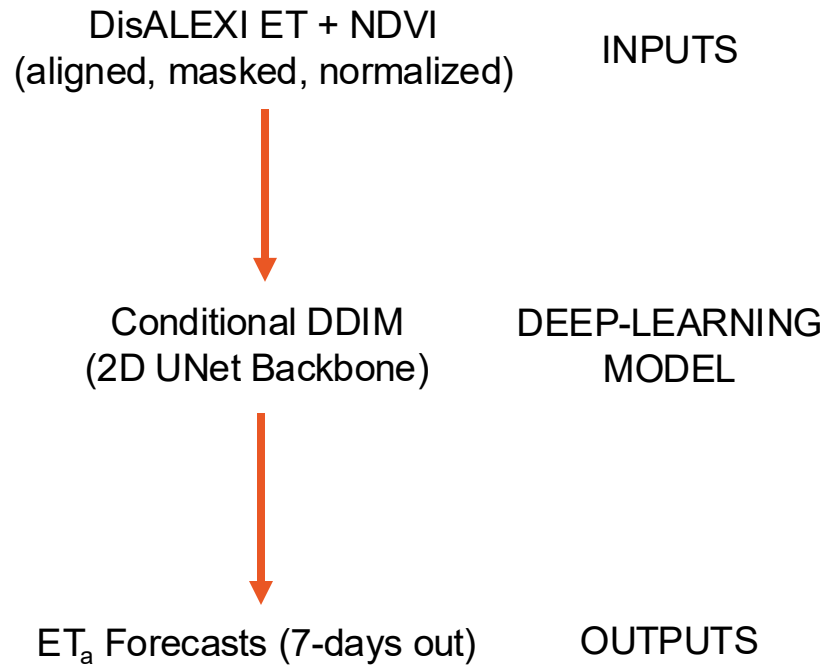 DisALEXI ET + NDVI
(aligned, masked, normalized)
INPUTS
Conditional DDIM
(2D UNet Backbone)
DEEP-LEARNING
MODEL
ETₐ Forecasts (7-days out)
OUTPUTS